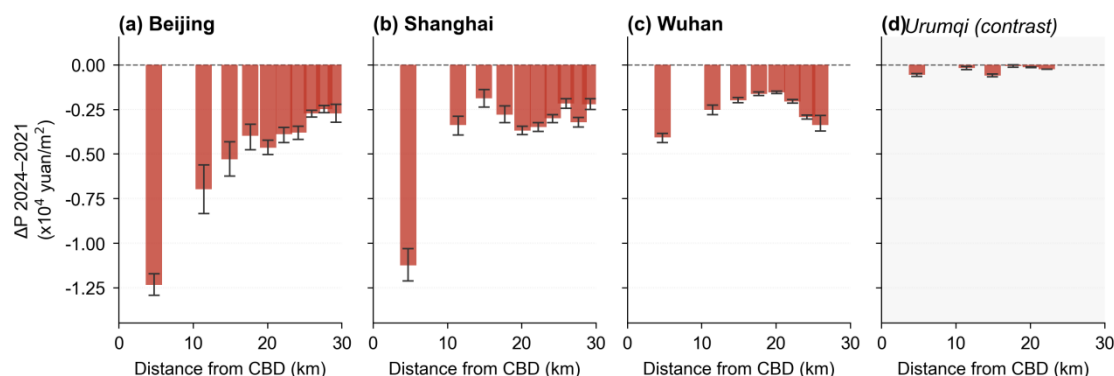 (a) Beijing
(b) Shanghai
(c) Wuhan
(d) Urumqi (contrast)
ΔP 2024–2021
(x10⁴ yuan/m²)
0.00
-0.25
-0.50
-0.75
-1.00
-1.25
0 10 20 30
0 10 20 30
0 10 20 30
0 10 20 30
Distance from CBD (km)
Distance from CBD (km)
Distance from CBD (km)
Distance from CBD (km)